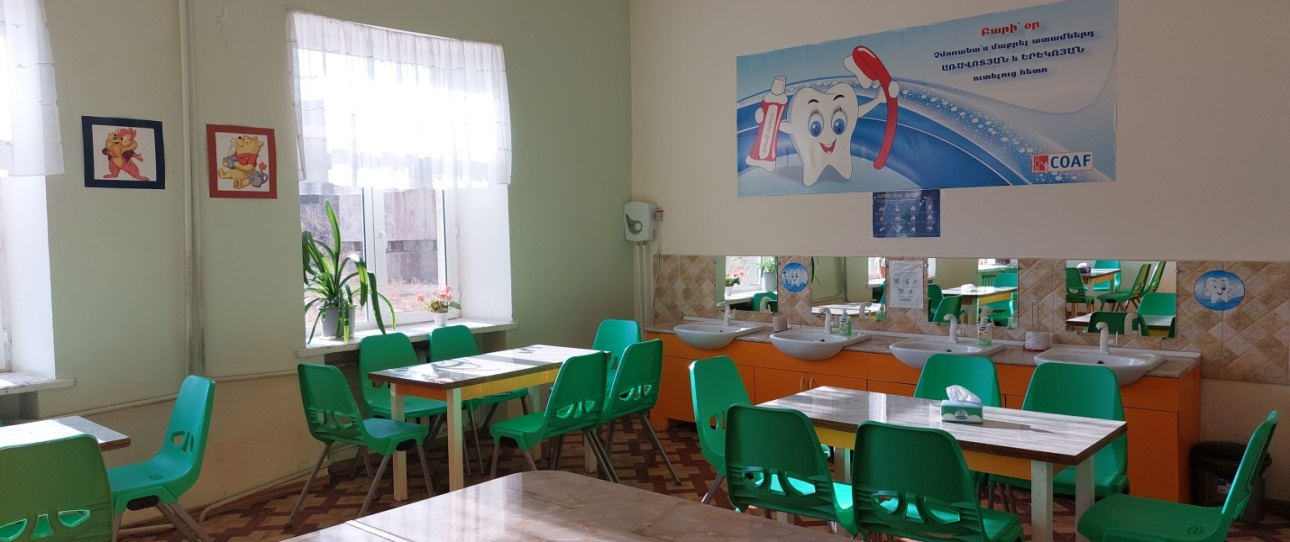 Բարի՛ օր
Չմոռանա՛ս մաքրել ատամներդ
ԱՌԱՎՈՏՅԱՆ և ԵՐԵԿՈՅԱՆ
ուտելուց հետո
COAF